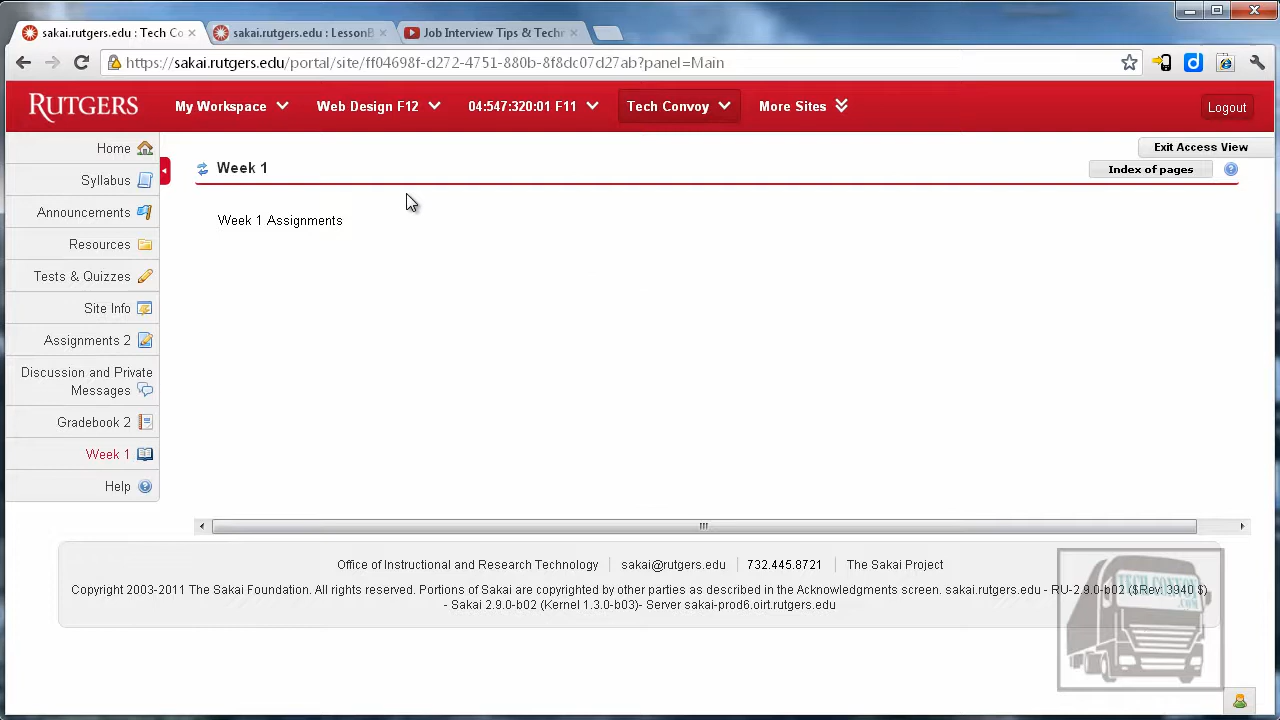 sakai.rutgers.edu : Tech Co
sakai.rutgers.edu : LessonB
Job Interview Tips & Techn
https://sakai.rutgers.edu/portal/site/ff04698f-d272-4751-880b-8f8dc07d27ab?panel=Main
RUTGERS
My Workspace
Web Design F12
04:547:320:01 F11
Tech Convoy
More Sites
Logout
Exit Access View
Home
Syllabus
Announcements
Resources
Tests & Quizzes
Site Info
Assignments 2
Discussion and Private
Messages
Gradebook 2
Week 1
Help
Week 1
Index of pages
Week 1 Assignments
Office of Instructional and Research Technology
sakai@rutgers.edu
732.445.8721
The Sakai Project
Copyright 2003-2011 The Sakai Foundation. All rights reserved. Portions of Sakai are copyrighted by other parties as described in the Acknowledgments screen. sakai.rutgers.edu - RU-2.9.0-b02 ($Rev: 3940 $)
- Sakai 2.9.0-b02 (Kernel 1.3.0-b03)- Server sakai-prod6.oirt.rutgers.edu
TECH CONVOY
.COM